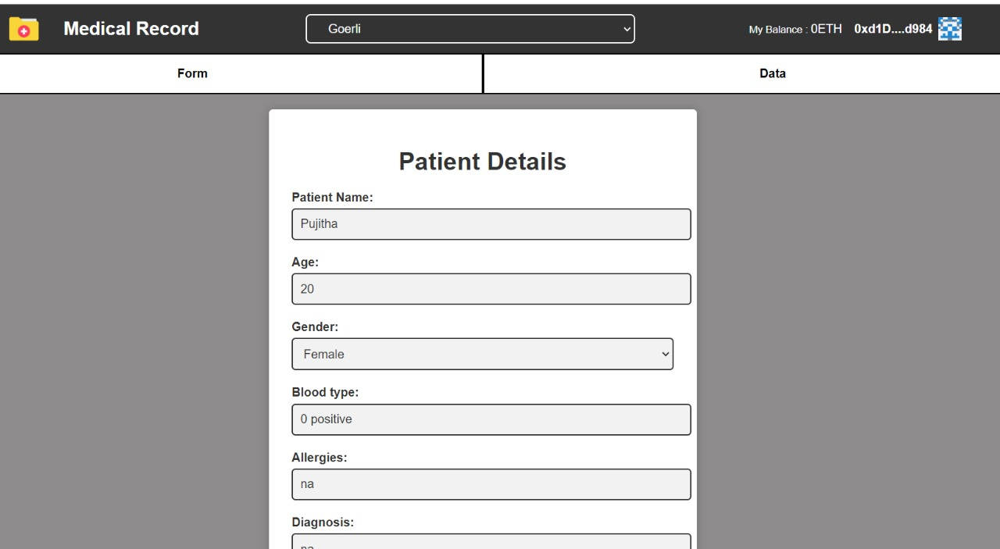 Medical Record
Goerli
My Balance : 0ETH 0xd1D....d984
Form
Data
Patient Details
Patient Name:
Pujitha
Age:
20
Gender:
Female
Blood type:
0 positive
Allergies:
na
Diagnosis:
na